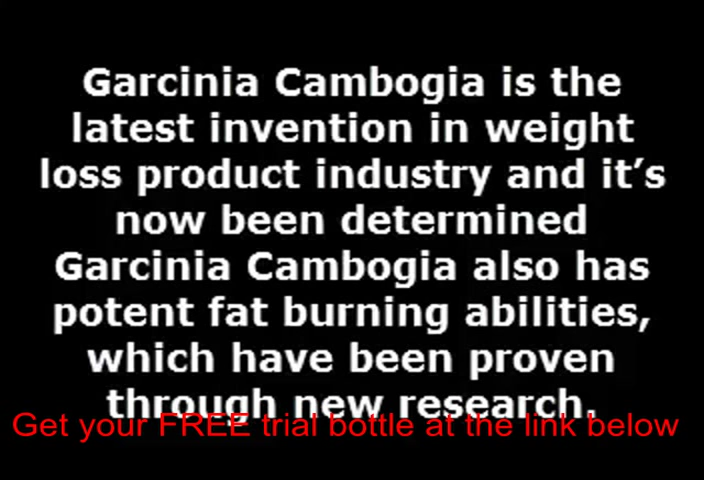 Garcinia Cambogia is the
latest invention in weight
loss product industry and it’s
now been determined
Garcinia Cambogia also has
potent fat burning abilities,
which have been proven
through new research.
Get your FREE trial bottle at the link below